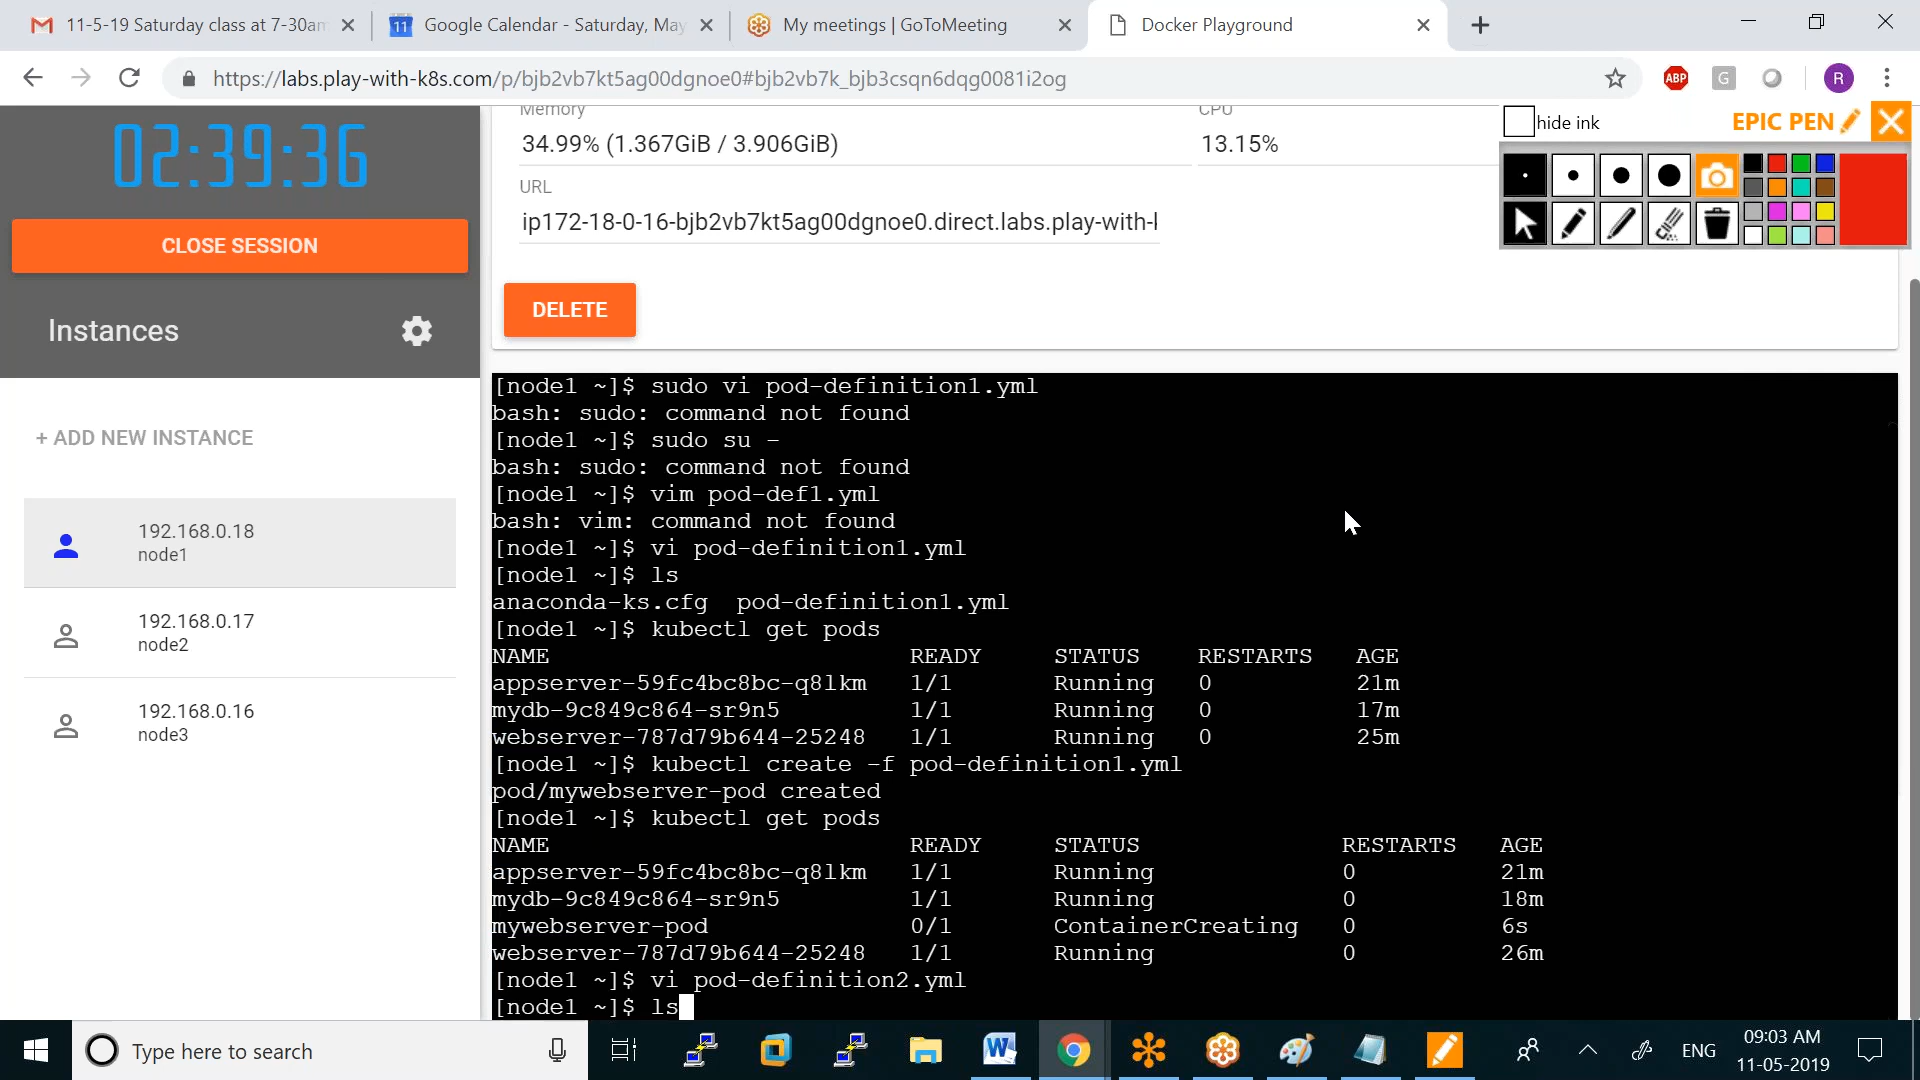 11-5-19 Saturday class at 7-30am
Google Calendar - Saturday, May
My meetings | GoToMeeting
Docker Playground
https://labs.play-with-k8s.com/p/bjb2vb7kt5ag00dgnoe0#bjb2vb7k_bjb3csqn6dqg0081i2og
ABP
G
R
02:39:36
CLOSE SESSION
Instances
+ ADD NEW INSTANCE
192.168.0.18
node1
192.168.0.17
node2
192.168.0.16
node3
Memory
34.99% (1.367GiB / 3.906GiB)
CPU
13.15%
URL
ip172-18-0-16-bjb2vb7kt5ag00dgnoe0.direct.labs.play-with-k
DELETE
hide ink
EPIC PEN
[node1 ~]$ sudo vi pod-definition1.yml
bash: sudo: command not found
[node1 ~]$ sudo su -
bash: sudo: command not found
[node1 ~]$ vim pod-def1.yml
bash: vim: command not found
[node1 ~]$ vi pod-definition1.yml
[node1 ~]$ ls
anaconda-ks.cfg  pod-definition1.yml
[node1 ~]$ kubectl get pods
NAME READY STATUS RESTARTS AGE
appserver-59fc4bc8bc-q8lkm 1/1 Running 0 21m
mydb-9c849c864-sr9n5 1/1 Running 0 17m
webserver-787d79b644-25248 1/1 Running 0 25m
[node1 ~]$ kubectl create -f pod-definition1.yml
pod/mywebserver-pod created
[node1 ~]$ kubectl get pods
NAME READY STATUS RESTARTS AGE
appserver-59fc4bc8bc-q8lkm 1/1 Running 0 21m
mydb-9c849c864-sr9n5 1/1 Running 0 18m
mywebserver-pod 0/1 ContainerCreating 0 6s
webserver-787d79b644-25248 1/1 Running 0 26m
[node1 ~]$ vi pod-definition2.yml
[node1 ~]$ ls
Type here to search
ENG
09:03 AM
11-05-2019